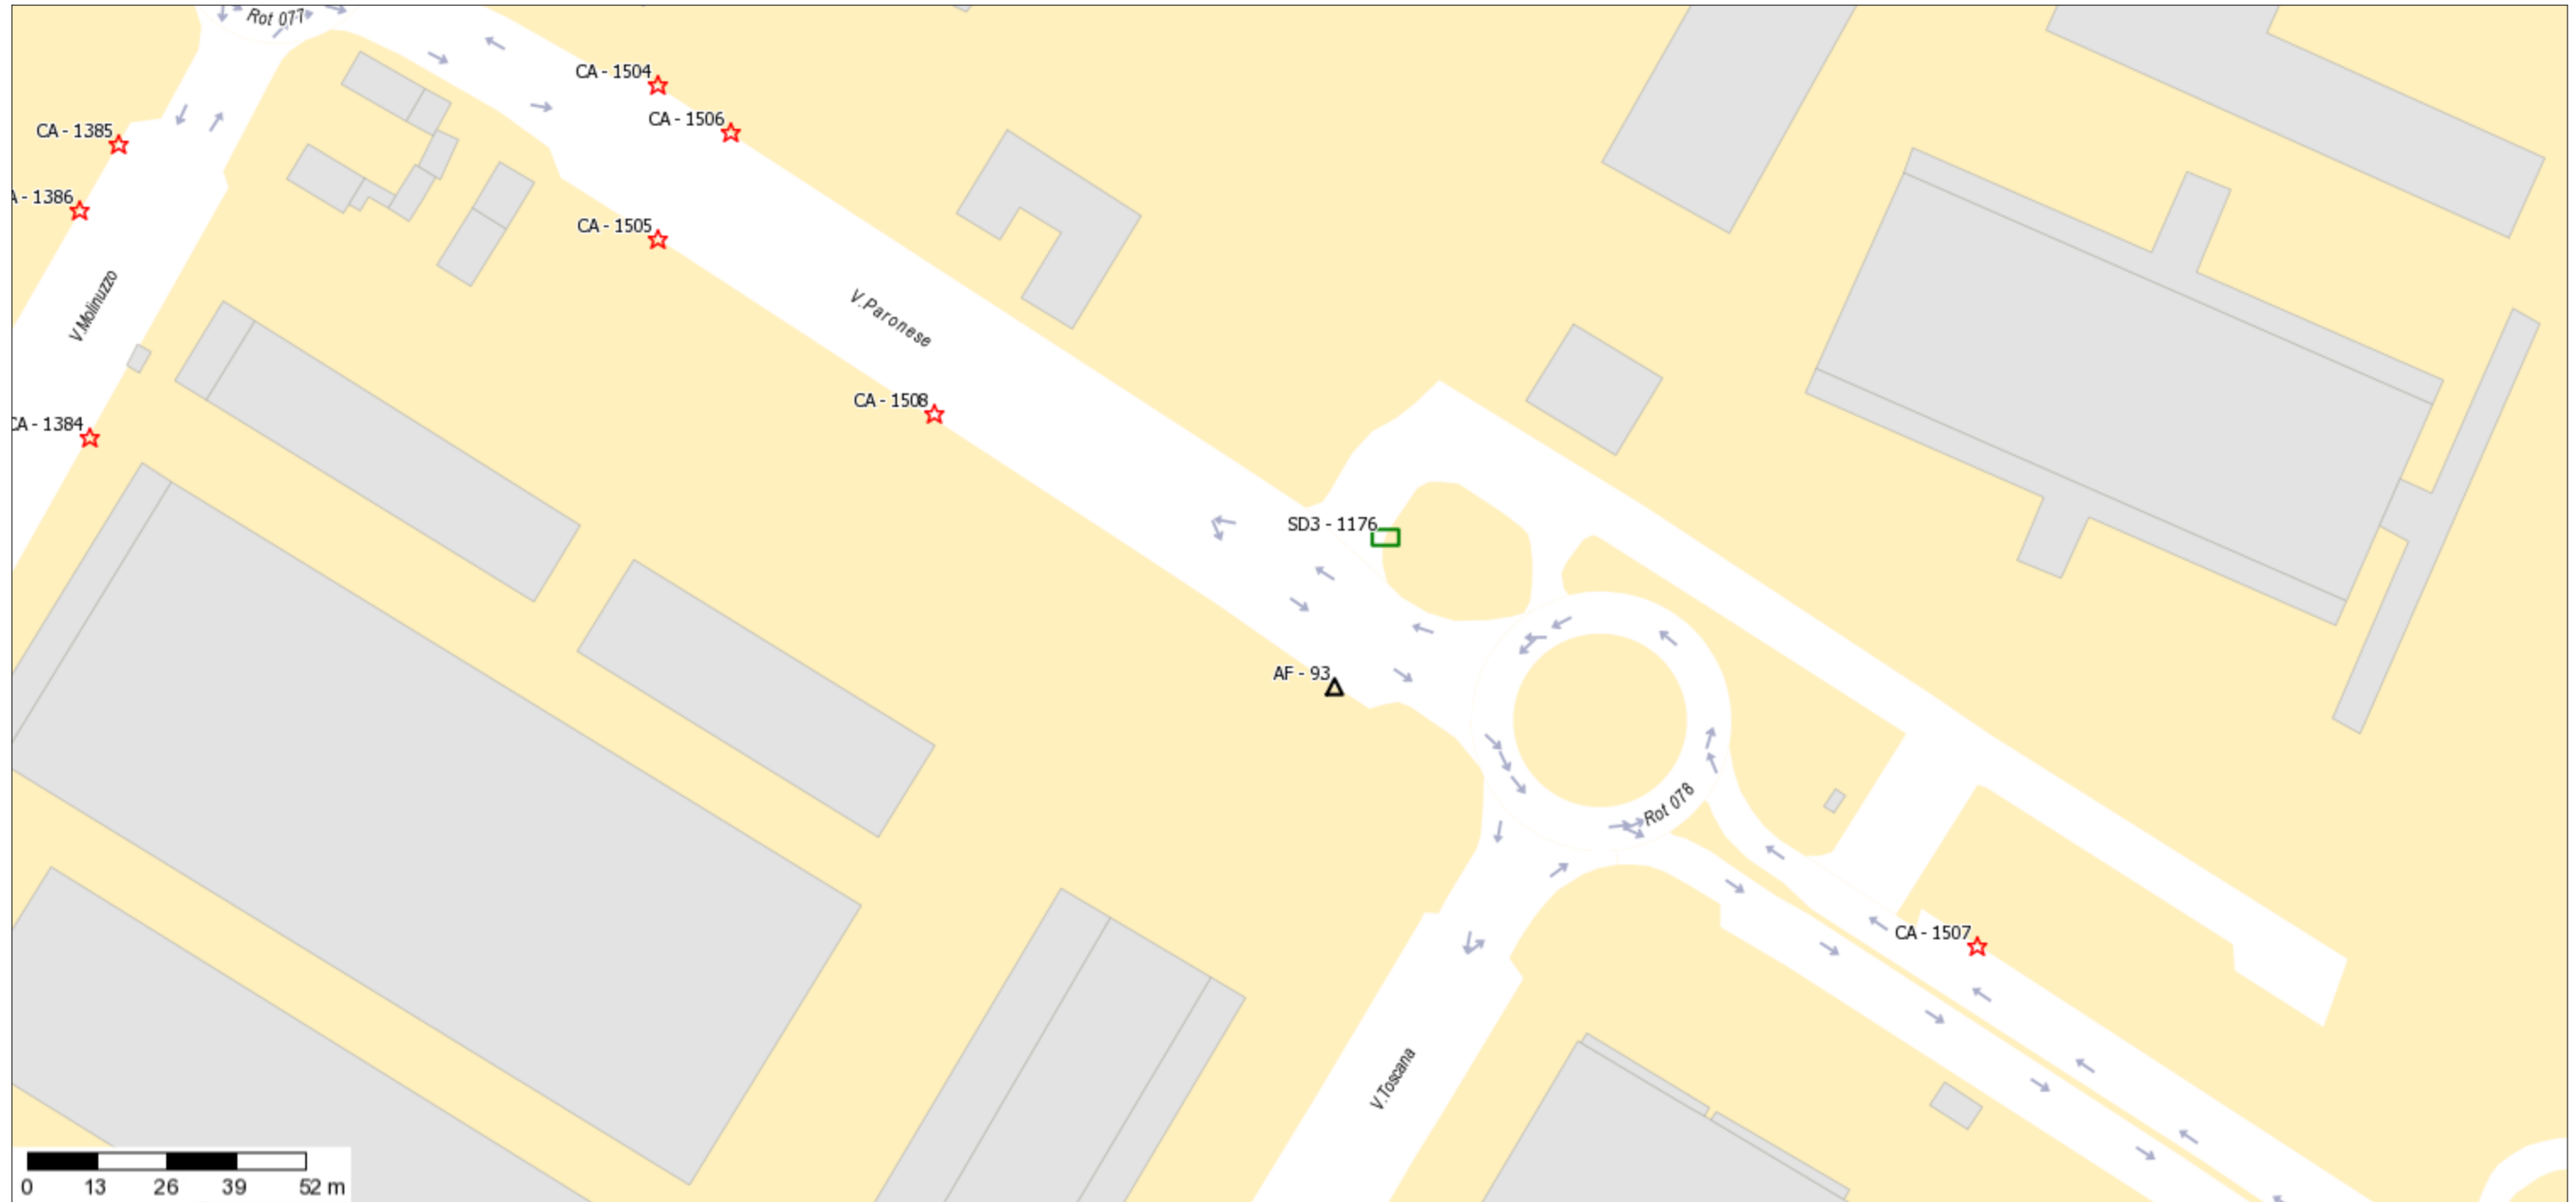 Rot 077
CA - 1504
CA - 1506
CA - 1385
A - 1386
CA - 1505
V.Molinuzzo
V.Paronese
CA - 1508
CA - 1384
SD3 - 1176
AF - 93
Rot 078
CA - 1507
V.Toscana
0 13 26 39 52 m